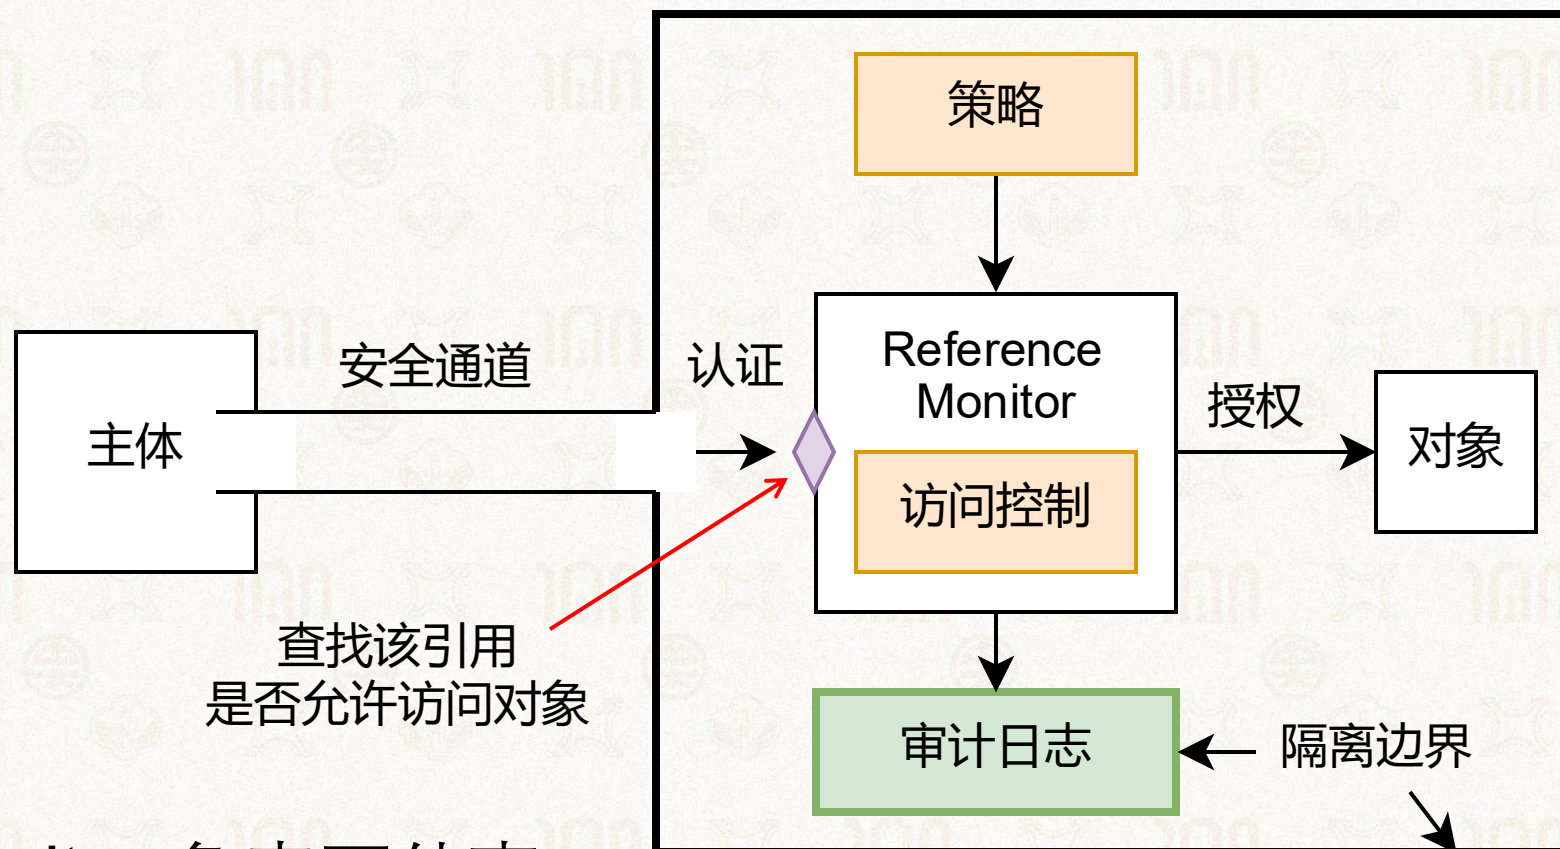 策略
Reference
Monitor
安全通道
认证
授权
主体
对象
访问控制
查找该引用
是否允许访问对象
审计日志
隔离边界